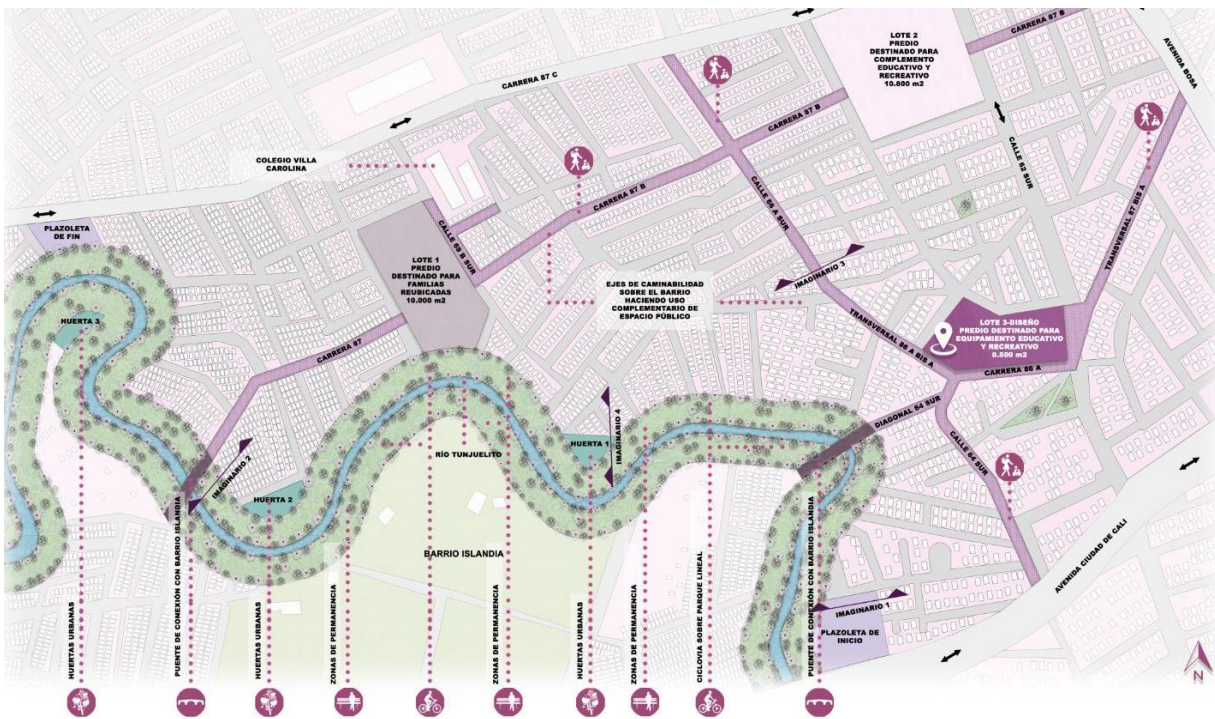 LOTE 2
PREDIO
DESTINADO PARA
COMPLEMENTO
EDUCATIVO Y
RECREATIVO
10.800 m2
CARRERA 87 B
AVENIDA BOSA
CARRERA 87 C
CARRERA 87 B
CALLE 62 SUR
COLEGIO VILLA
CAROLINA
CARRERA 87 B
CALLE 66 A SUR
TRANSVERSAL 87 BIS A
PLAZOLETA
DE FIN
CALLE 69 B SUR
LOTE 1
PREDIO
DESTINADO PARA
FAMILIAS
REUBICADAS
10.000 m2
EJES DE CAMINABILIDAD
SOBRE EL BARRIO
HACIENDO USO
COMPLEMENTARIO DE
ESPACIO PÚBLICO
IMAGINARIO 3
HUERTA 3
CARRERA 87
TRANSVERSAL 86 A BIS A
LOTE 3-DISEÑO
PREDIO DESTINADO PARA
EQUIPAMIENTO EDUCATIVO
Y RECREATIVO
8.500 m2
CARRERA 86 A
DIAGONAL 64 SUR
CALLE 64 SUR
IMAGINARIO 2
HUERTA 2
RÍO TUNJUELITO
HUERTA 1
IMAGINARIO 4
BARRIO ISLANDIA
AVENIDA CIUDAD DE CALI
IMAGINARIO 1
PLAZOLETA DE
INICIO
HUERTAS URBANAS
PUENTE DE CONEXIÓN CON BARRIO ISLANDIA
HUERTAS URBANAS
ZONAS DE PERMANENCIA
ZONAS DE PERMANENCIA
HUERTAS URBANAS
ZONAS DE PERMANENCIA
CICLOVIA SOBRE PARQUE LINEAL
PUENTE DE CONEXIÓN CON BARRIO ISLANDIA
N